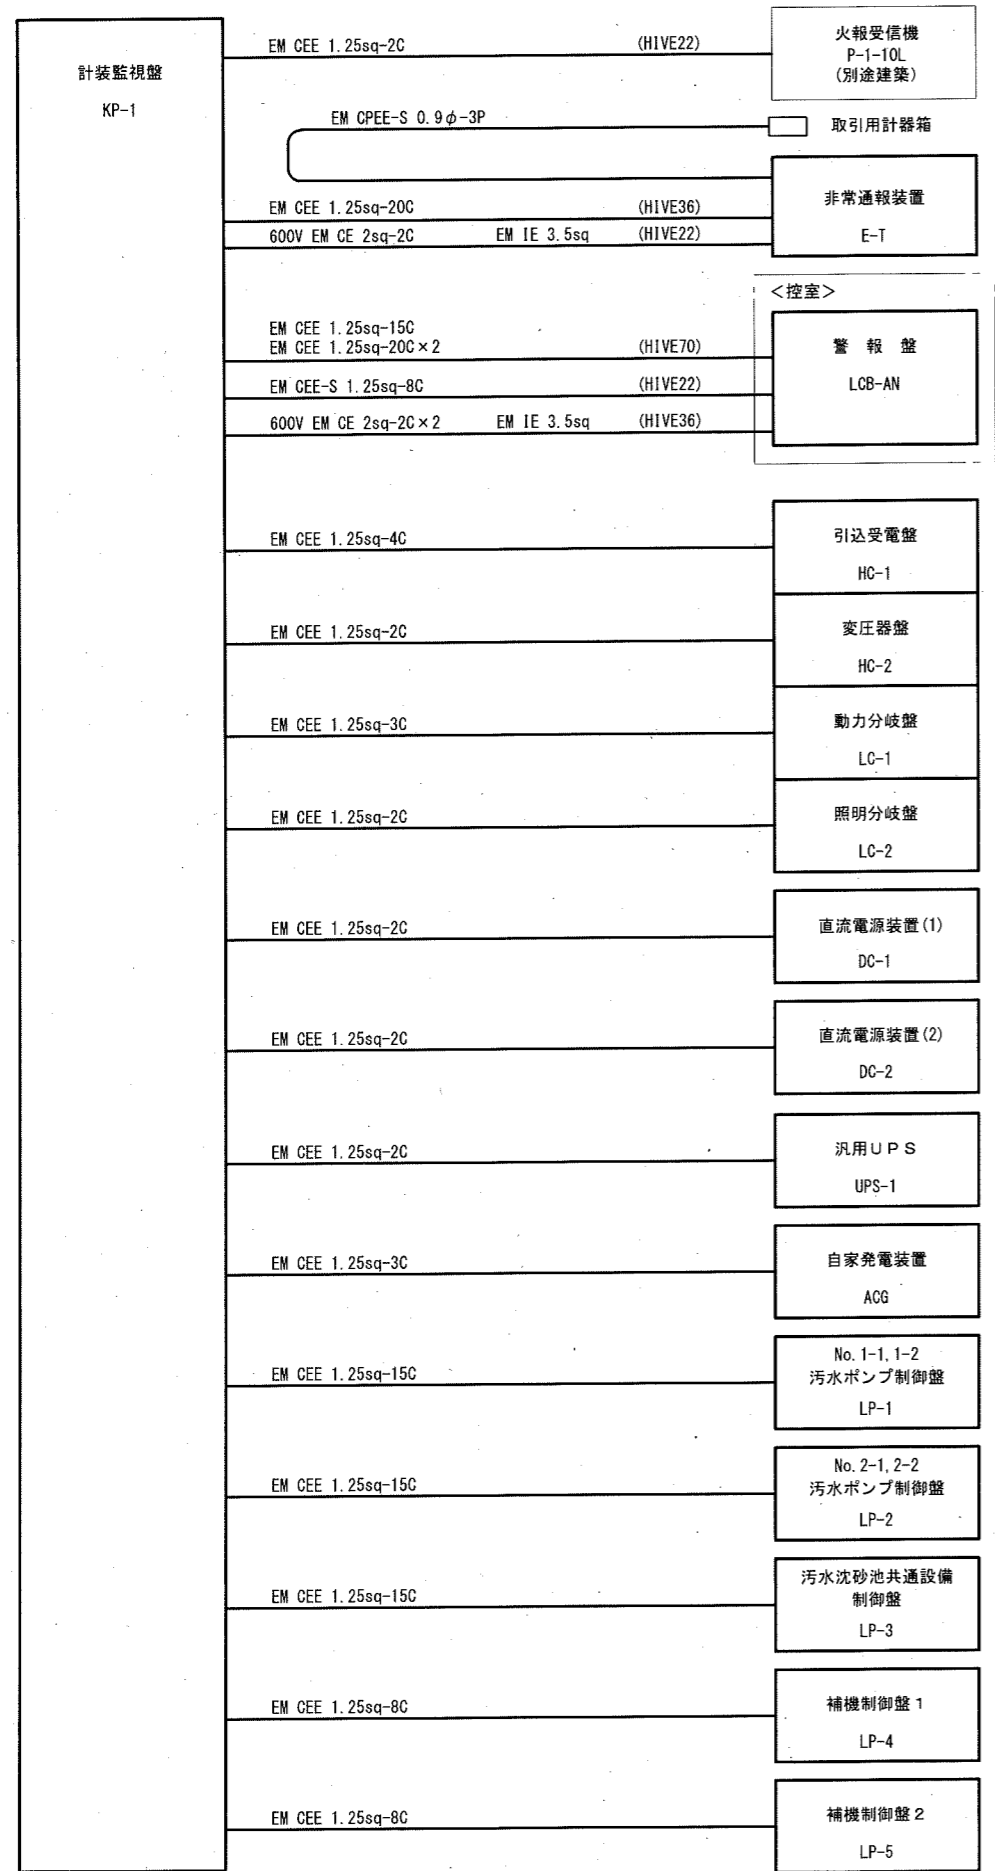 計装監視盤
KP-1
EM CEE 1.25sq-2C (HIVE22)
火報受信機
P-1-10L
(別途建築)
EM CPEE-S 0.9φ-3P
取引用計器箱
EM CEE 1.25sq-20C (HIVE36)
600V EM CE 2sq-2C EM IE 3.5sq (HIVE22)
非常通報装置
E-T
<控室>
EM CEE 1.25sq-15C
EM CEE 1.25sq-20C×2 (HIVE70)
EM CEE-S 1.25sq-8C (HIVE22)
600V EM CE 2sq-2C×2 EM IE 3.5sq (HIVE36)
警 報 盤
LCB-AN
EM CEE 1.25sq-4C
引込受電盤
HC-1
EM CEE 1.25sq-2C
変圧器盤
HC-2
EM CEE 1.25sq-3C
動力分岐盤
LC-1
EM CEE 1.25sq-2C
照明分岐盤
LC-2
EM CEE 1.25sq-2C
直流電源装置(1)
DC-1
EM CEE 1.25sq-2C
直流電源装置(2)
DC-2
EM CEE 1.25sq-2C
汎用UPS
UPS-1
EM CEE 1.25sq-3C
自家発電装置
ACG
EM CEE 1.25sq-15C
No.1-1,1-2
汚水ポンプ制御盤
LP-1
EM CEE 1.25sq-15C
No.2-1,2-2
汚水ポンプ制御盤
LP-2
EM CEE 1.25sq-15C
汚水沈砂池共通設備
制御盤
LP-3
EM CEE 1.25sq-8C
補機制御盤1
LP-4
EM CEE 1.25sq-8C
補機制御盤2
LP-5